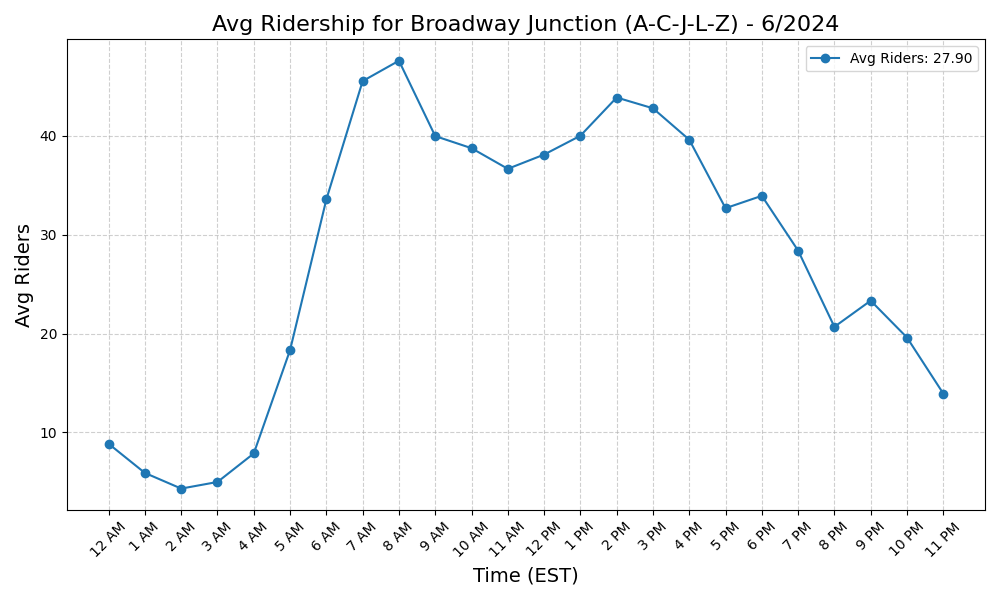 Avg Ridership for Broadway Junction (A-C-J-L-Z) - 6/2024
Avg Riders: 27.90
Avg Riders
40
30
20
10
12 AM
1 AM
2 AM
3 AM
4 AM
5 AM
6 AM
7 AM
8 AM
9 AM
10 AM
11 AM
12 PM
1 PM
2 PM
3 PM
4 PM
5 PM
6 PM
7 PM
8 PM
9 PM
10 PM
11 PM
Time (EST)